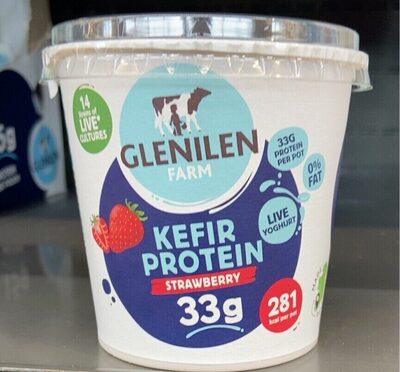 14
Strains of
LIVE*
CULTURES
GLENILEN
FARM
33G
PROTEIN
PER POT
0%
FAT
LIVE
YOGHURT
KEFIR
PROTEIN
STRAWBERRY
33g
281
kcal per pot
3g